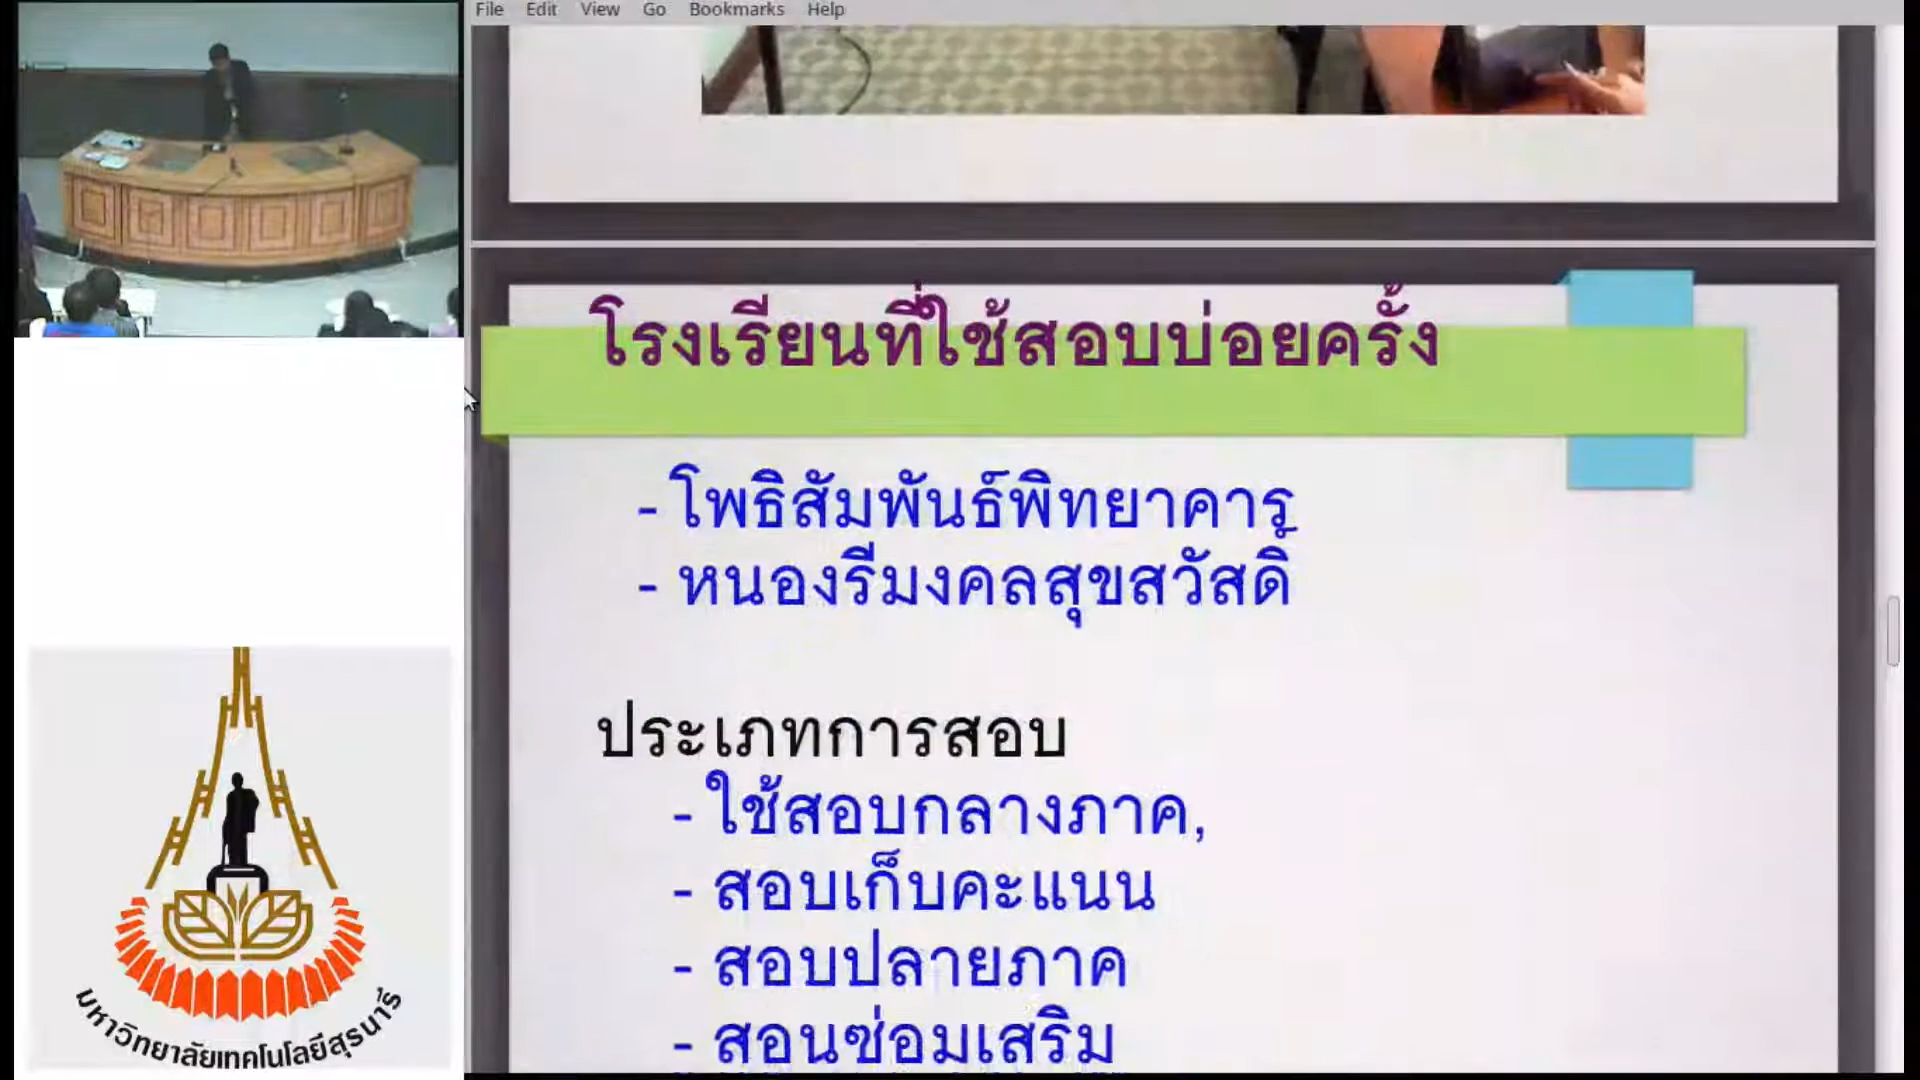 File Edit View Go Bookmarks Help
โรงเรียนที่ใช้สอบบ่อยครั้ง
- โพธิสัมพันธ์พิทยาคาร
- หนองรีมงคลสุขสวัสดิ์
ประเภทการสอบ
- ใช้สอบกลางภาค,
- สอบเก็บคะแนน
- สอบปลายภาค
- สอนซ่อมเสริม
มหาวิทยาลัยเทคโนโลยีสุรนารี